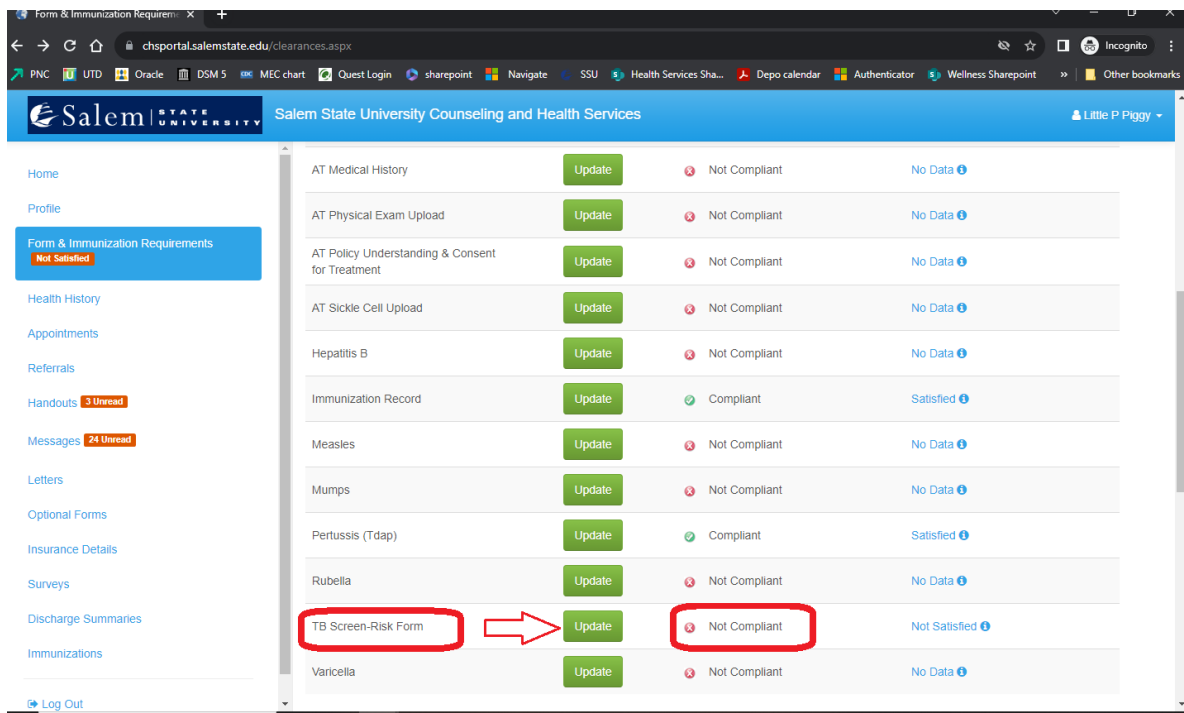 Form & Immunization Requirem
chsportal.salemstate.edu/clearances.aspx
Incognito
PNC UTD Oracle DSM 5 MEC chart Quest Login sharepoint Navigate SSU Health Services Sha... Depo calendar Authenticator Wellness Sharepoint » Other bookmarks
Salem STATE UNIVERSITY Salem State University Counseling and Health Services Little P Piggy
Home
Profile
Form & Immunization Requirements
Not Satisfied
Health History
Appointments
Referrals
Handouts 3 Unread
Messages 24 Unread
Letters
Optional Forms
Insurance Details
Surveys
Discharge Summaries
Immunizations
Log Out
AT Medical History Update Not Compliant No Data
AT Physical Exam Upload Update Not Compliant No Data
AT Policy Understanding & Consent
for Treatment Update Not Compliant No Data
AT Sickle Cell Upload Update Not Compliant No Data
Hepatitis B Update Not Compliant No Data
Immunization Record Update Compliant Satisfied
Measles Update Not Compliant No Data
Mumps Update Not Compliant No Data
Pertussis (Tdap) Update Compliant Satisfied
Rubella Update Not Compliant No Data
TB Screen-Risk Form Update Not Compliant Not Satisfied
Varicella Update Not Compliant No Data